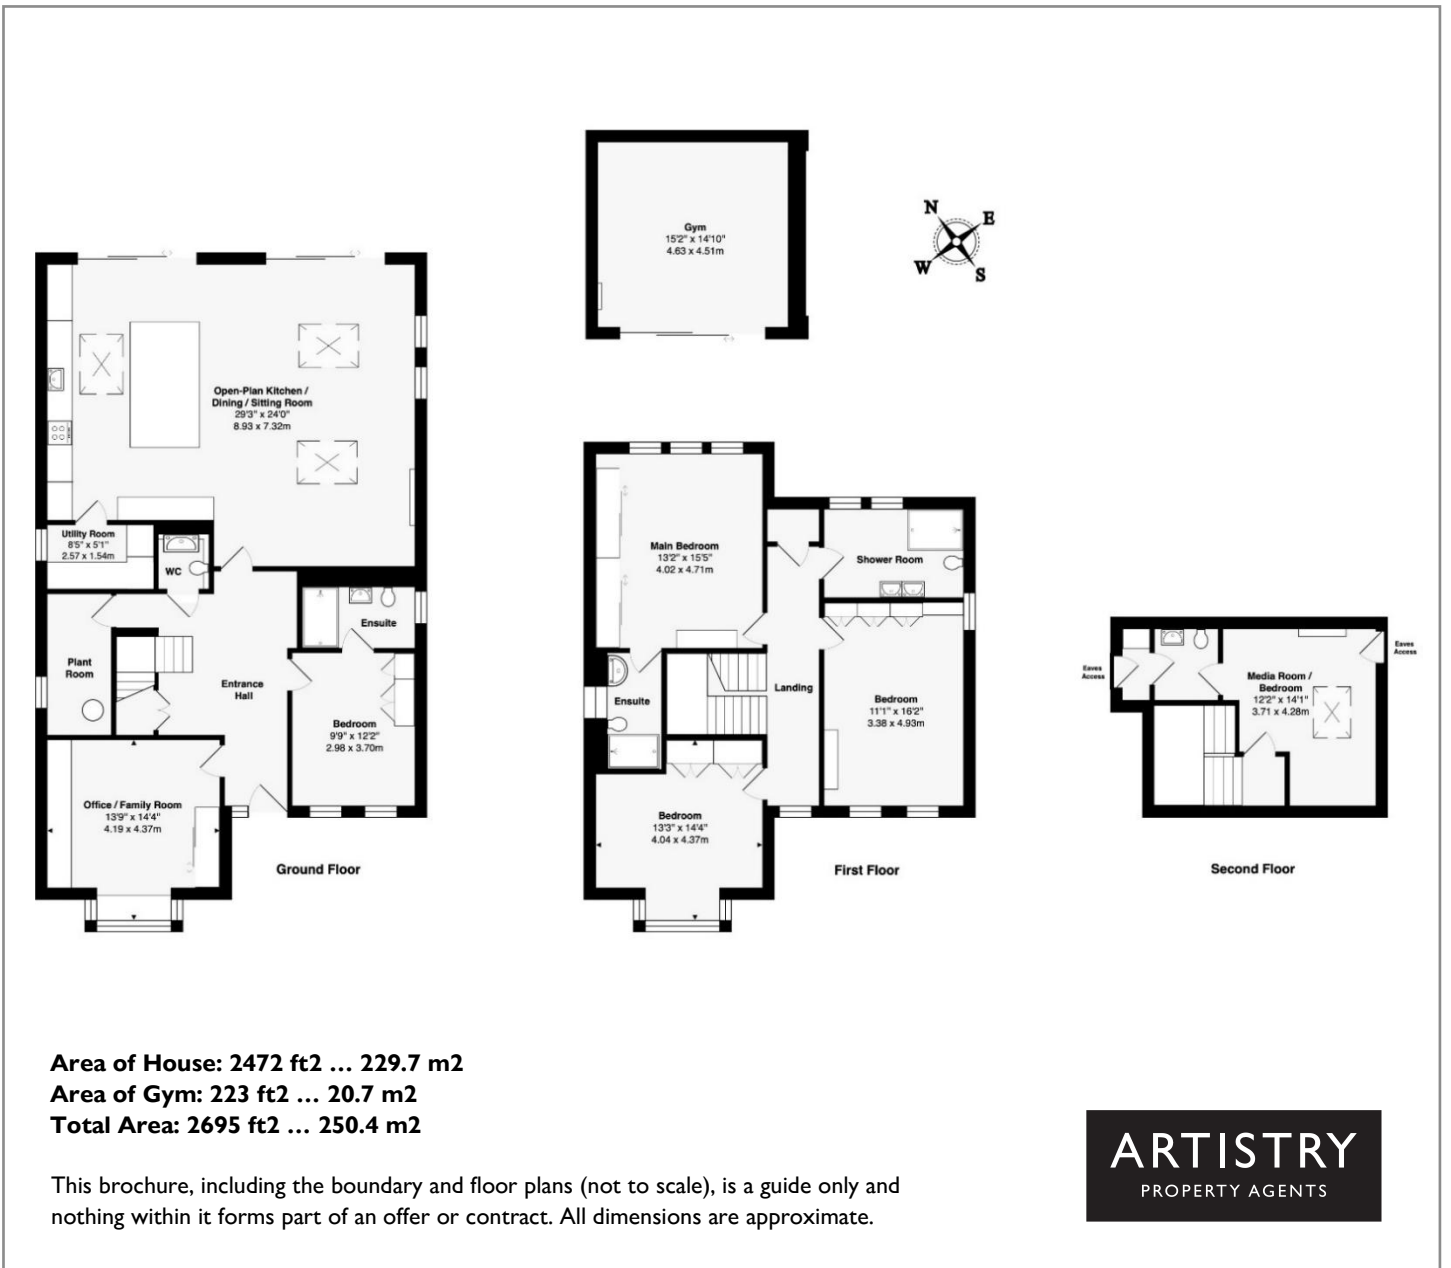 Gym
15'2" x 14'10"
4.63 x 4.51m
N
E
W
S
Open-Plan Kitchen /
Dining / Sitting Room
29'3" x 24'0"
8.93 x 7.32m
Utility Room
8'5" x 5'1"
2.57 x 1.54m
WC
Ensuite
Plant
Room
Entrance
Hall
Bedroom
9'9" x 12'2"
2.98 x 3.70m
Office / Family Room
13'9" x 14'4"
4.19 x 4.37m
Ground Floor
Main Bedroom
13'2" x 15'5"
4.02 x 4.71m
Shower Room
Ensuite
Landing
Bedroom
11'1" x 16'2"
3.38 x 4.93m
Bedroom
13'3" x 14'4"
4.04 x 4.37m
First Floor
Eaves
Access
Eaves
Access
Media Room /
Bedroom
12'2" x 14'1"
3.71 x 4.28m
Second Floor
Area of House: 2472 ft2 ... 229.7 m2
Area of Gym: 223 ft2 ... 20.7 m2
Total Area: 2695 ft2 ... 250.4 m2
This brochure, including the boundary and floor plans (not to scale), is a guide only and
nothing within it forms part of an offer or contract. All dimensions are approximate.
ARTISTRY
PROPERTY AGENTS